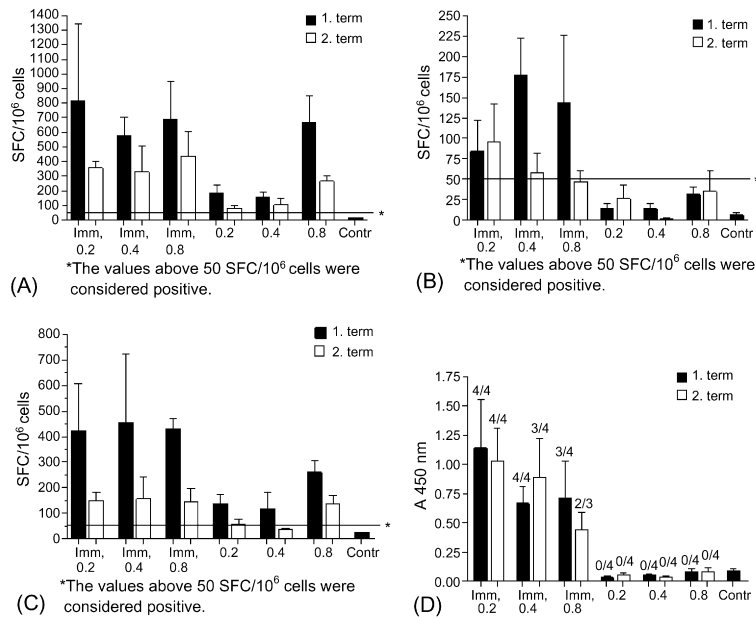 1400
1300
1200
1100
1000
900
800
700
600
500
400
300
200
100
0
SFC/10⁶ cells
1. term
2. term
*
Imm, 0.2
Imm, 0.4
Imm, 0.8
0.2
0.4
0.8
Contr
*The values above 50 SFC/10⁶ cells were
considered positive.
(A)
250
225
200
175
150
125
100
75
50
25
0
SFC/10⁶ cells
1. term
2. term
*
Imm, 0.2
Imm, 0.4
Imm, 0.8
0.2
0.4
0.8
Contr
*The values above 50 SFC/10⁶ cells were
considered positive.
(B)
800
700
600
500
400
300
200
100
0
SFC/10⁶ cells
1. term
2. term
*
Imm, 0.2
Imm, 0.4
Imm, 0.8
0.2
0.4
0.8
Contr
*The values above 50 SFC/10⁶ cells were
considered positive.
(C)
1.75
1.50
1.25
1.00
0.75
0.50
0.25
0.00
A 450 nm
1. term
2. term
4/4
4/4
4/4
3/4
3/4
2/3
0/4
0/4
0/4
0/4
0/4
0/4
Imm, 0.2
Imm, 0.4
Imm, 0.8
0.2
0.4
0.8
Contr
(D)